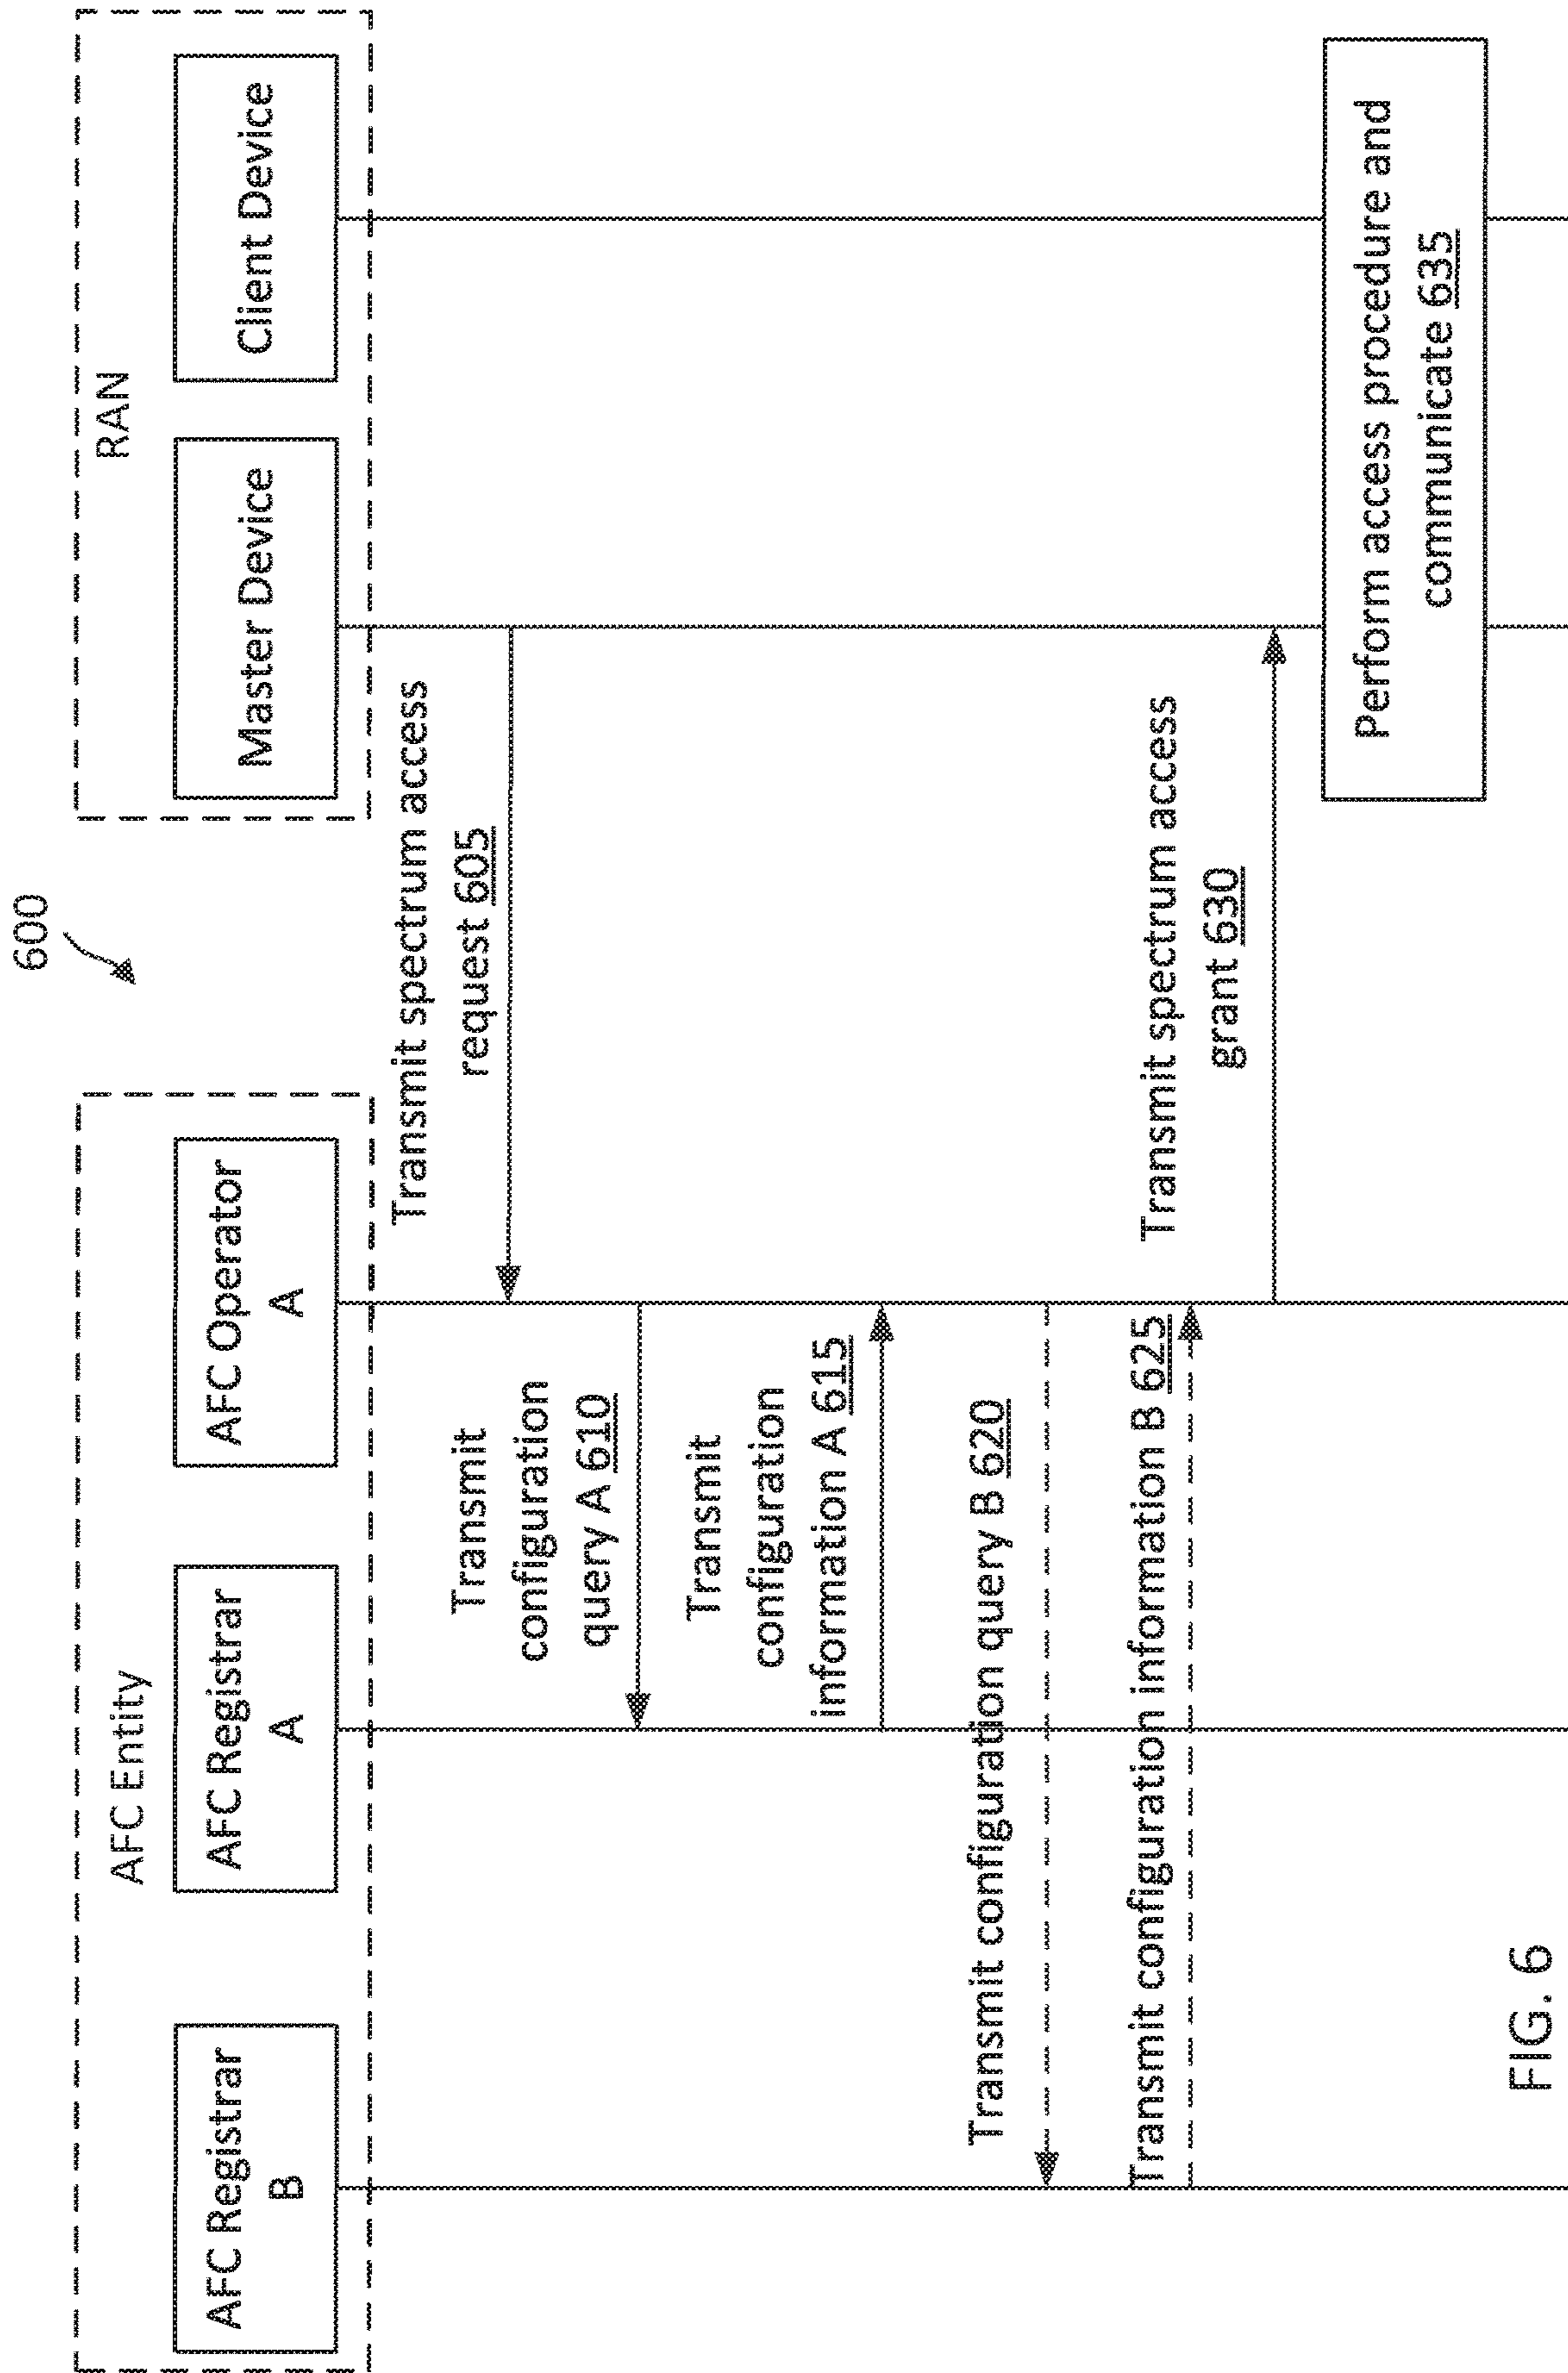 600
AFC Entity
RAN
AFC Registrar
B
AFC Registrar
A
AFC Operator
A
Master Device
Client Device
Transmit spectrum access
request 605
Transmit
configuration
query A 610
Transmit
configuration
information A 615
Transmit configuration query B 620
Transmit configuration information B 625
Transmit spectrum access
grant 630
Perform access procedure and
communicate 635
FIG. 6